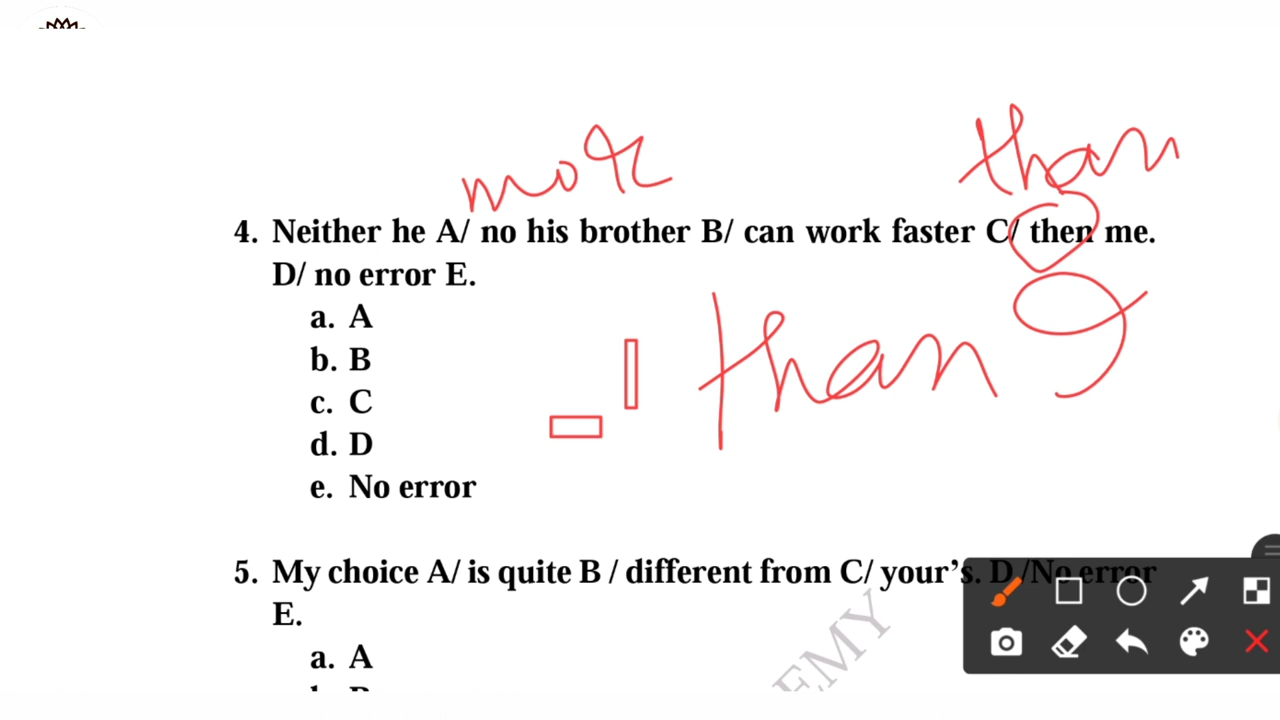 more
than
4. Neither he A/ no his brother B/ can work faster C/ then me.
D/ no error E.
a. A
b. B
than
c. C
d. D
e. No error
5. My choice A/ is quite B / different from C/ your's. D /No error
E.
a. A
EMY